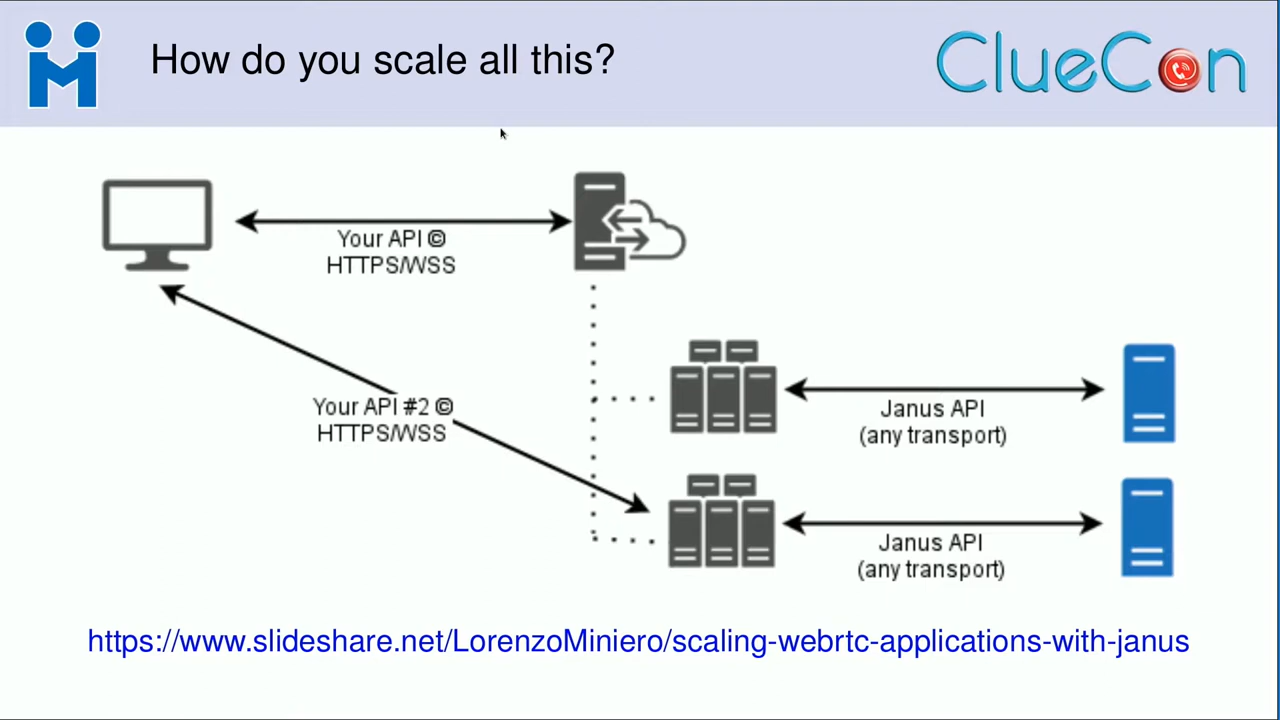 How do you scale all this?
ClueCon
Your API ©
HTTPS/WSS
Your API #2 ©
HTTPS/WSS
Janus API
(any transport)
Janus API
(any transport)
https://www.slideshare.net/LorenzoMiniero/scaling-webrtc-applications-with-janus